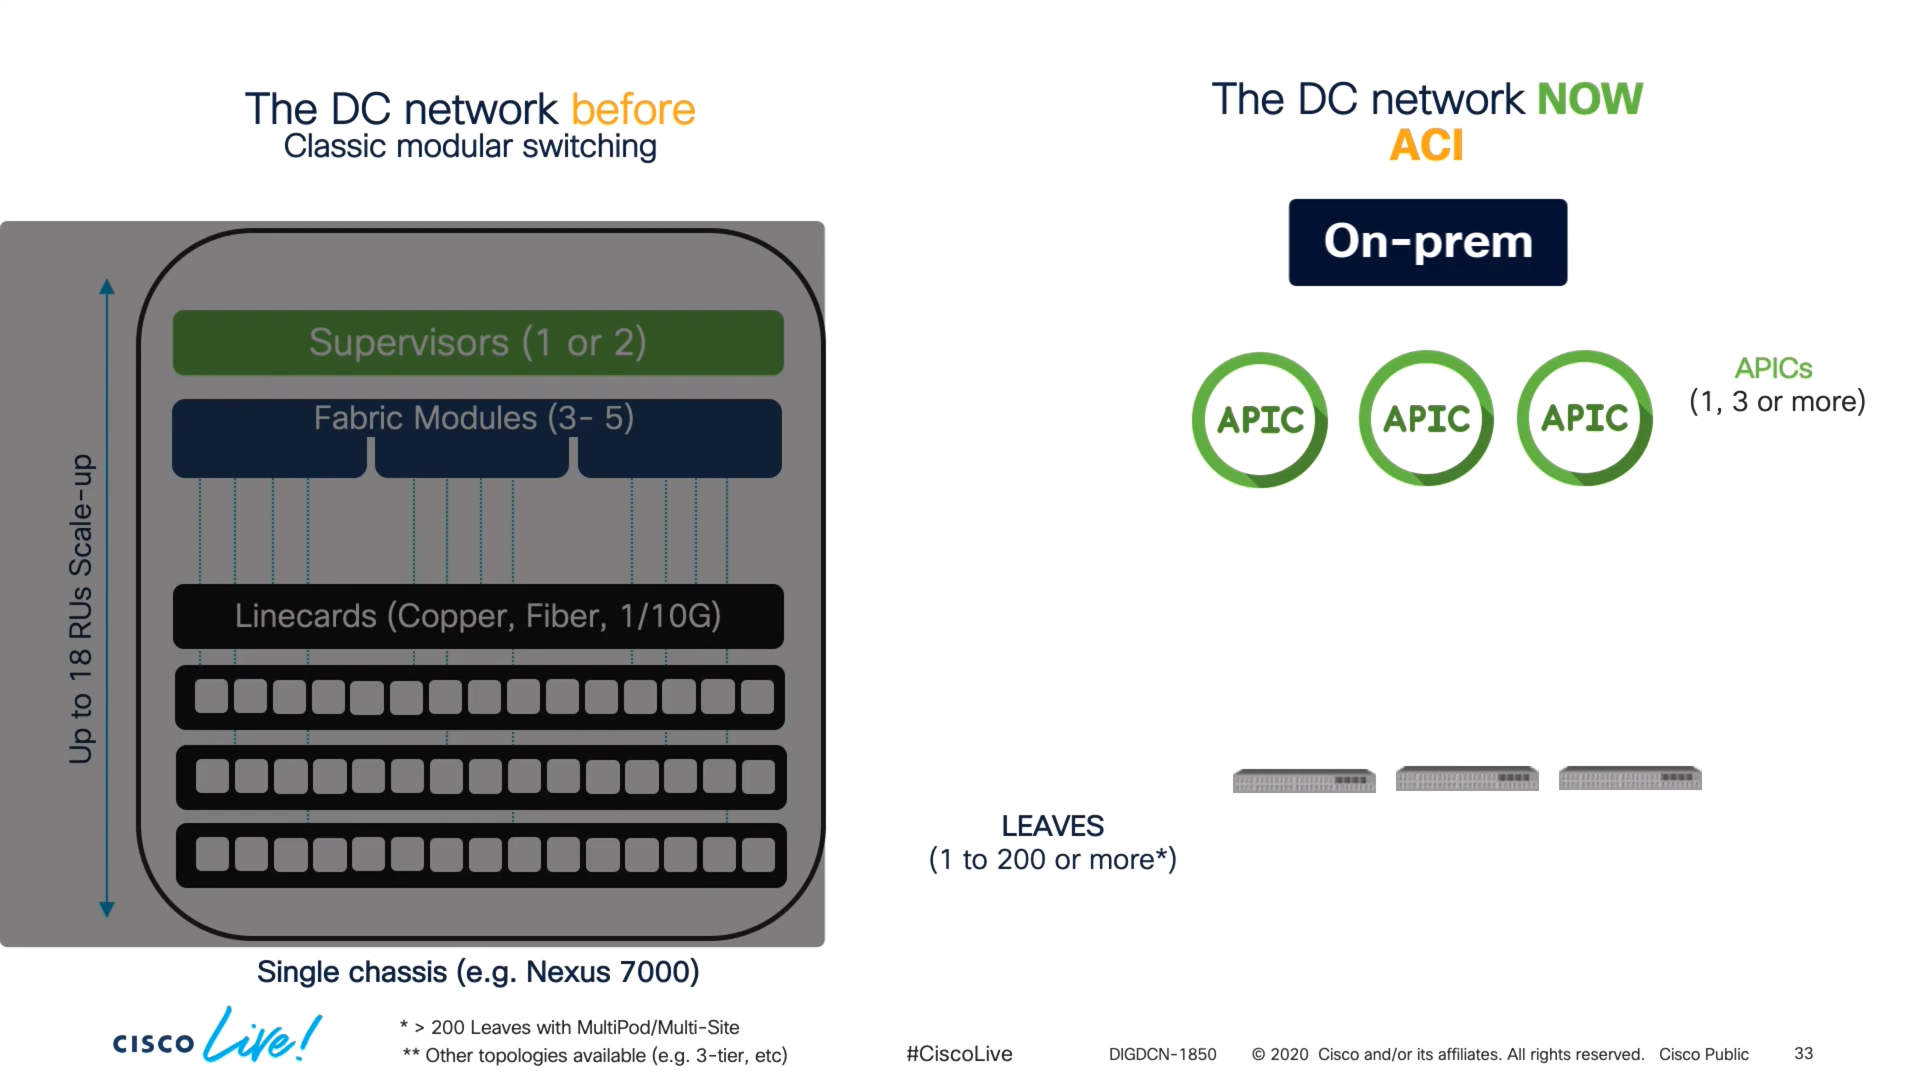 The DC network before
Classic modular switching
Up to 18 RUs Scale-up
Supervisors (1 or 2)
Fabric Modules (3- 5)
Linecards (Copper, Fiber, 1/10G)
Single chassis (e.g. Nexus 7000)
The DC network NOW
ACI
On-prem
APIC APIC APIC
APICs
(1, 3 or more)
LEAVES
(1 to 200 or more*)
CISCO Live!
* > 200 Leaves with MultiPod/Multi-Site
** Other topologies available (e.g. 3-tier, etc)
#CiscoLive
DIGDCN-1850
© 2020 Cisco and/or its affiliates. All rights reserved. Cisco Public
33